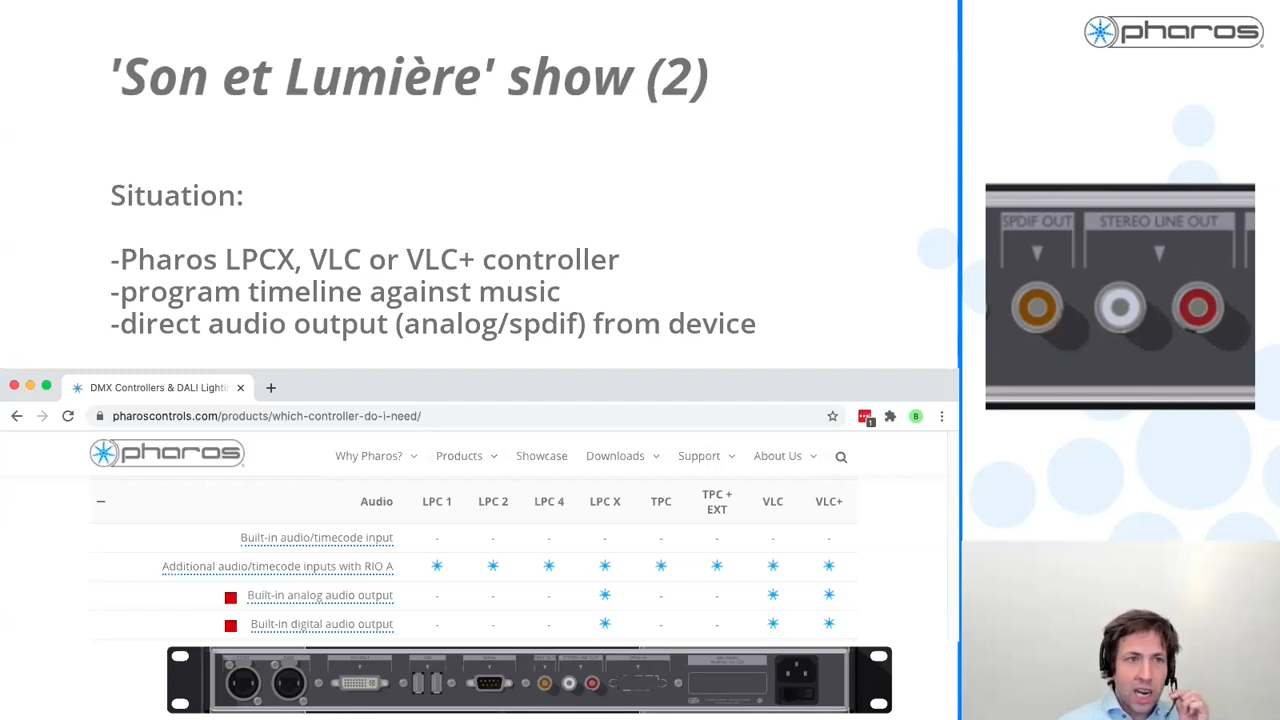 'Son et Lumière' show (2)
pharos
Situation:
-Pharos LPCX, VLC or VLC+ controller
-program timeline against music
-direct audio output (analog/spdif) from device
SPDIF OUT
STEREO LINE OUT
DMX Controllers & DALI Lightin
pharoscontrols.com/products/which-controller-do-i-need/
1
B
pharos
Why Pharos?
Products
Showcase
Downloads
Support
About Us
Audio LPC 1 LPC 2 LPC 4 LPC X TPC TPC + EXT VLC VLC+
Built-in audio/timecode input - - - - - - - -
Additional audio/timecode inputs with RIO A
Built-in analog audio output - - - - -
Built-in digital audio output - - - - -